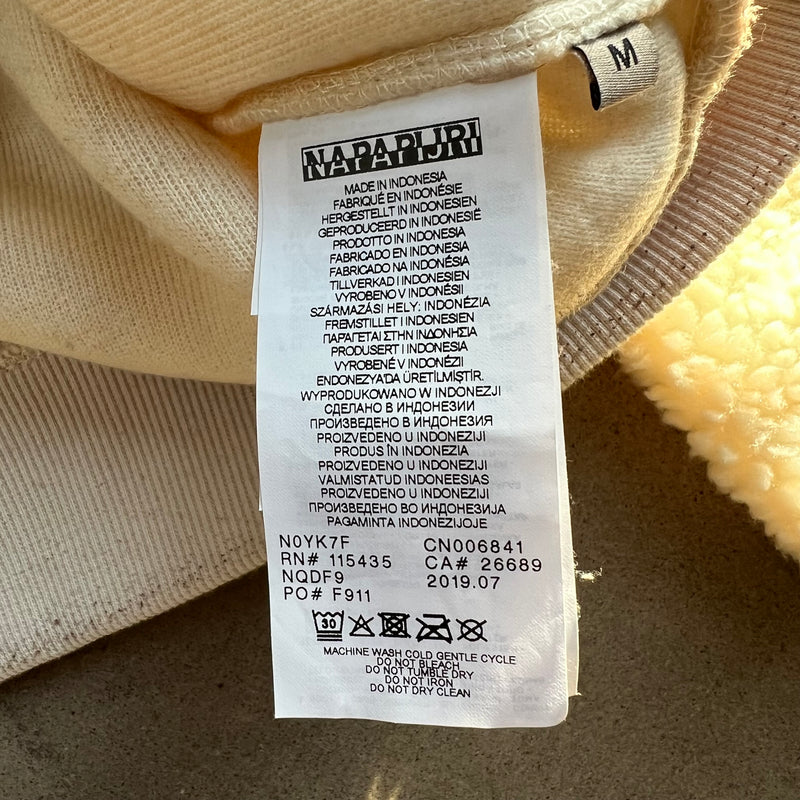 M
NAPAPIJRI
MADE IN INDONESIA
FABRIQUÉ EN INDONÉSIE
HERGESTELLT IN INDONESIEN
GEPRODUCEERD IN INDONESIË
PRODOTTO IN INDONESIA
FABRICADO EN INDONESIA
FABRICADO NA INDONÉSIA
TILLVERKAD I INDONESIEN
VYROBENO V INDONÉSII
SZÁRMAZÁSI HELY: INDONÉZIA
FREMSTILLET I INDONESIEN
ΠΑΡΑΓΕΤΑΙ ΣΤΗΝ ΙΝΔΟΝΗΣΙΑ
PRODUSERT I INDONESIA
VYROBENÉ V INDONÉZII
ENDONEZYA'DA ÜRETİLMİŞTİR.
WYPRODUKOWANO W INDONEZJI
СДЕЛАНО В ИНДОНЕЗИИ
ПРОИЗВЕДЕНО В ИНДОНЕЗИЯ
PROIZVEDENO U INDONEZIJI
PRODUS ÎN INDONEZIA
PROIZVEDENO U INDONEZIJI
VALMISTATUD INDONEESIAS
PROIZVEDENO U INDONEZIJI
ПРОИЗВЕДЕНО ВО ИНДОНЕЗИЈА
PAGAMINTA INDONEZIJOJE
N0YK7F CN006841
RN# 115435 CA# 26689
NQDF9 2019.07
PO# F911
30
MACHINE WASH COLD GENTLE CYCLE
DO NOT BLEACH
DO NOT TUMBLE DRY
DO NOT IRON
DO NOT DRY CLEAN